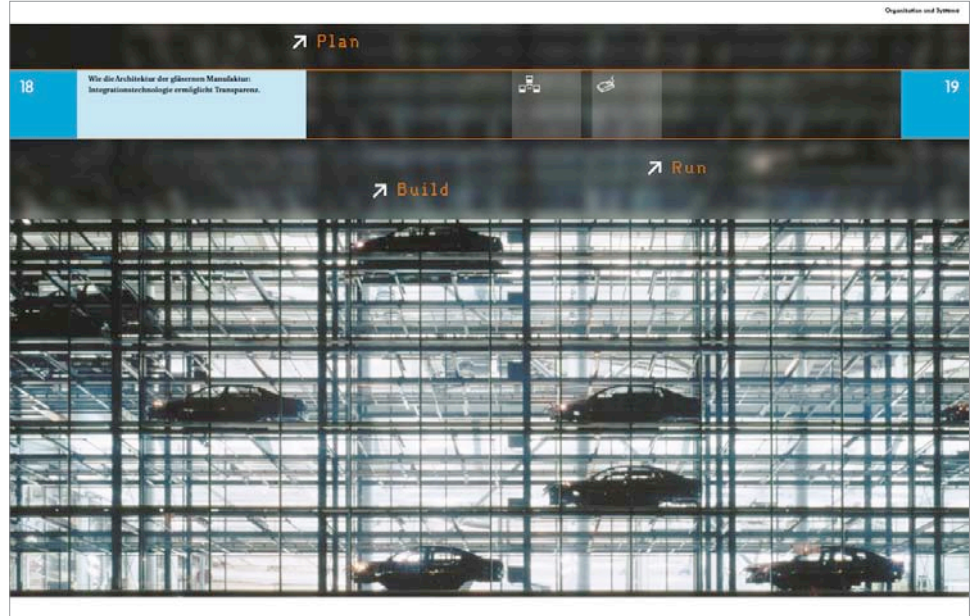 Organisation und Systeme
Plan
18
Wie die Architektur der gläsernen Manufaktur:
Integrationstechnologie ermöglicht Transparenz.
19
Run
Build